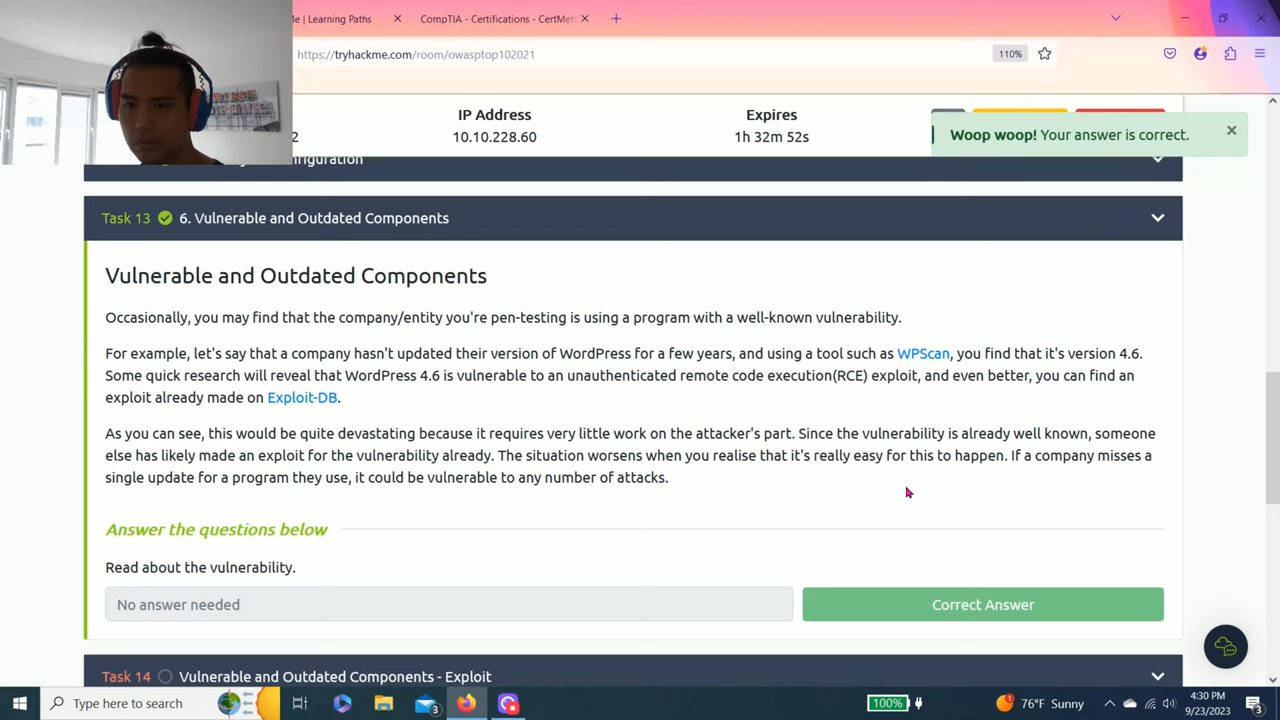 Me | Learning Paths
CompTIA - Certifications - CertMet
https://tryhackme.com/room/owasptop102021
110%
IP Address
Expires
2
10.10.228.60
1h 32m 52s
Woop woop! Your answer is correct.
Task 13
6. Vulnerable and Outdated Components
Vulnerable and Outdated Components
Occasionally, you may find that the company/entity you're pen-testing is using a program with a well-known vulnerability.
For example, let's say that a company hasn't updated their version of WordPress for a few years, and using a tool such as WPScan, you find that it's version 4.6.
Some quick research will reveal that WordPress 4.6 is vulnerable to an unauthenticated remote code execution(RCE) exploit, and even better, you can find an
exploit already made on Exploit-DB.
As you can see, this would be quite devastating because it requires very little work on the attacker's part. Since the vulnerability is already well known, someone
else has likely made an exploit for the vulnerability already. The situation worsens when you realise that it's really easy for this to happen. If a company misses a
single update for a program they use, it could be vulnerable to any number of attacks.
Answer the questions below
Read about the vulnerability.
No answer needed
Correct Answer
Task 14
Vulnerable and Outdated Components - Exploit
Type here to search
3
100%
1
76°F Sunny
4:30 PM
9/23/2023
3